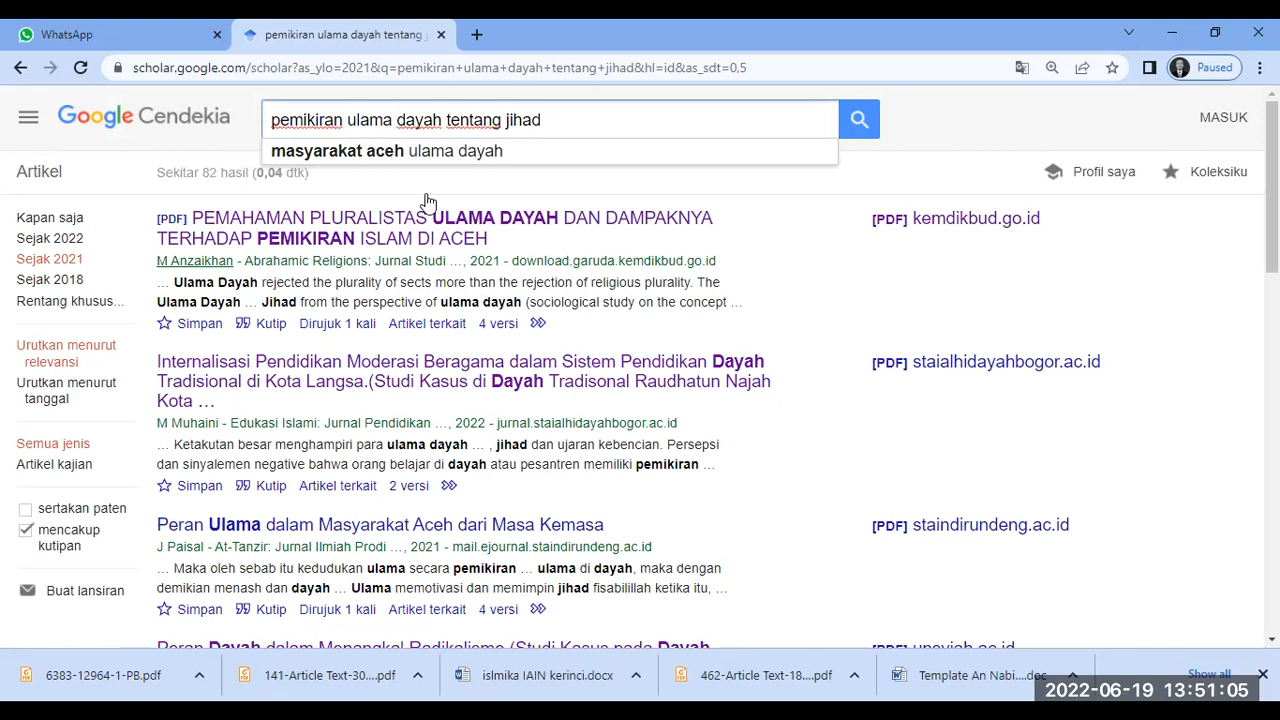 WhatsApp
pemikiran ulama dayah tentang j
scholar.google.com/scholar?as_ylo=2021&q=pemikiran+ulama+dayah+tentang+jihad&hl=id&as_sdt=0,5
Paused
Google Cendekia
pemikiran ulama dayah tentang jihad
MASUK
masyarakat aceh ulama dayah
Artikel
Sekitar 82 hasil (0,04 dtk)
Profil saya
Koleksiku
Kapan saja
Sejak 2022
Sejak 2021
Sejak 2018
Rentang khusus...
Urutkan menurut
relevansi
Urutkan menurut
tanggal
Semua jenis
Artikel kajian
sertakan paten
mencakup
kutipan
Buat lansiran
[PDF] PEMAHAMAN PLURALISTAS ULAMA DAYAH DAN DAMPAKNYA
TERHADAP PEMIKIRAN ISLAM DI ACEH
M Anzaikhan - Abrahamic Religions: Jurnal Studi …, 2021 - download.garuda.kemdikbud.go.id
… Ulama Dayah rejected the plurality of sects more than the rejection of religious plurality. The
Ulama Dayah … Jihad from the perspective of ulama dayah (sociological study on the concept …
Simpan Kutip Dirujuk 1 kali Artikel terkait 4 versi
[PDF] kemdikbud.go.id
Internalisasi Pendidikan Moderasi Beragama dalam Sistem Pendidikan Dayah
Tradisional di Kota Langsa.(Studi Kasus di Dayah Tradisonal Raudhatun Najah
Kota …
M Muhaini - Edukasi Islami: Jurnal Pendidikan …, 2022 - jurnal.staialhidayahbogor.ac.id
… Ketakutan besar menghampiri para ulama dayah … , jihad dan ujaran kebencian. Persepsi
dan sinyalemen negative bahwa orang belajar di dayah atau pesantren memiliki pemikiran …
Simpan Kutip Artikel terkait 2 versi
[PDF] staialhidayahbogor.ac.id
Peran Ulama dalam Masyarakat Aceh dari Masa Kemasa
J Paisal - At-Tanzir: Jurnal Ilmiah Prodi …, 2021 - mail.ejournal.staindirundeng.ac.id
… Maka oleh sebab itu kedudukan ulama secara pemikiran … ulama di dayah, maka dengan
demikian menash dan dayah … Ulama memotivasi dan memimpin jihad fisabilillah ketika itu, …
Simpan Kutip Dirujuk 1 kali Artikel terkait 4 versi
[PDF] staindirundeng.ac.id
Peran Dayah dalam Menangkal Radikalisme (Studi Kasus pada Dayah
6383-12964-1-PB.pdf
141-Article Text-30....pdf
islmika IAIN kerinci.docx
462-Article Text-18....pdf
Template An Nabi....doc
Show all
2022-06-19 13:51:05